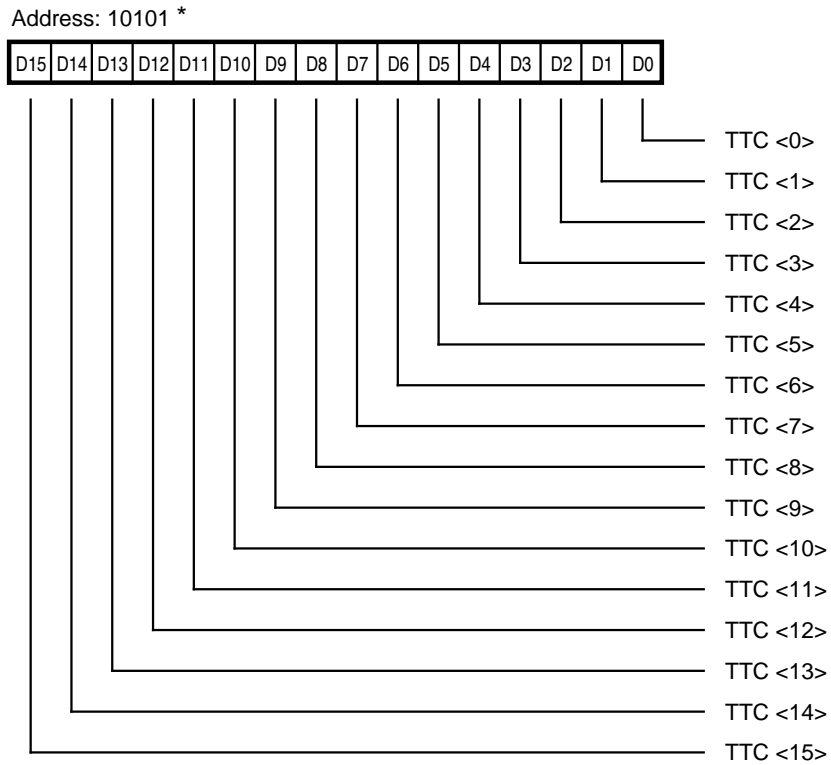 Address: 10101 *
D15 D14 D13 D12 D11 D10 D9 D8 D7 D6 D5 D4 D3 D2 D1 D0
TTC <0>
TTC <1>
TTC <2>
TTC <3>
TTC <4>
TTC <5>
TTC <6>
TTC <7>
TTC <8>
TTC <9>
TTC <10>
TTC <11>
TTC <12>
TTC <13>
TTC <14>
TTC <15>